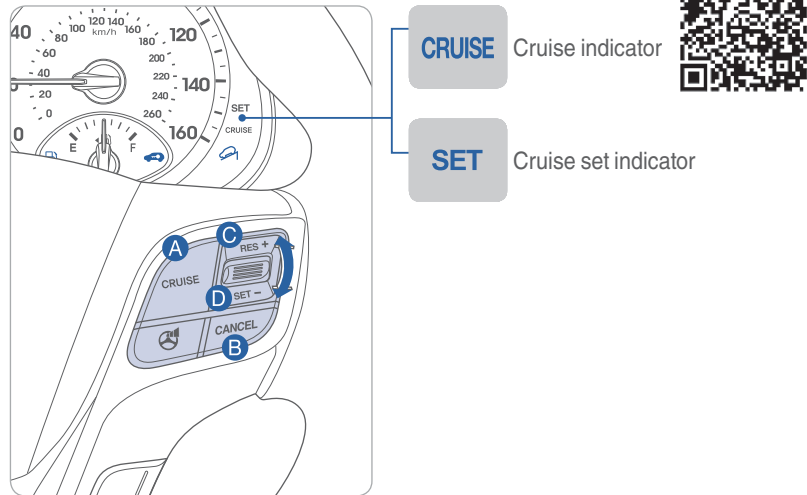 40 60 80 100 120 140 160 180 200 220 240 260
km/h
40
20
0
0
120
140
160
E F
SET
CRUISE
CRUISE Cruise indicator
SET Cruise set indicator
A
C
RES +
CRUISE
D
SET –
CANCEL
B